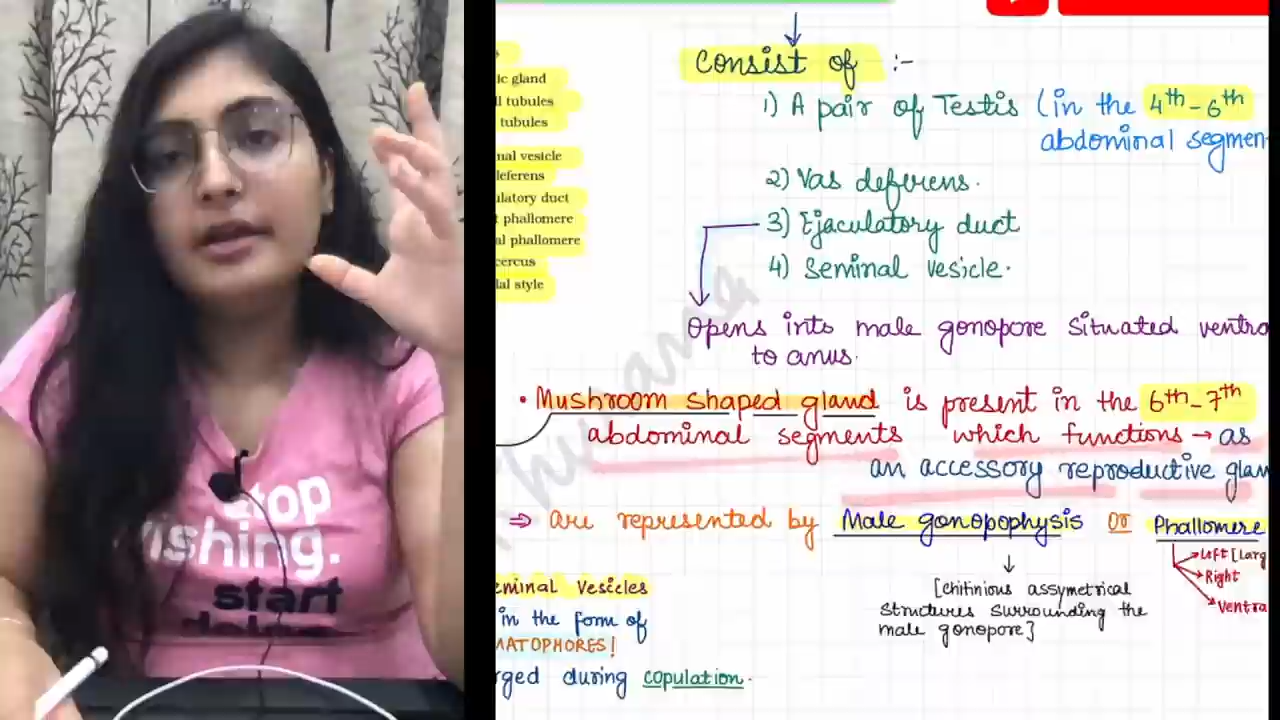 stop
wishing.
start
ic gland
tubules
tubules
nal vesicle
leferens
ulatory duct
phallomere
al phallomere
cercus
style
Consist of :-
1) A pair of Testis (in the 4th-6th
abdominal segmen
2) Vas deferens.
3) Ejaculatory duct
4) Seminal vesicle.
Opens into male gonopore situated ventra
to anus.
• Mushroom shaped gland is present in the 6th-7th
abdominal segments which functions → as
an accessory reproductive glan
⇒ are represented by Male gonopophysis or Phallomere
Left [Larg
Right
Ventra
[chitinious assymetrical
structures surrounding the
male gonopore]
eminal vesicles
in the form of
MATOPHORES!
rged during copulation.